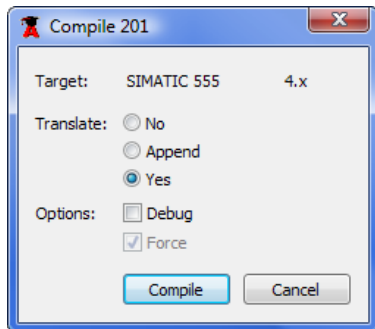 Compile 201
Target: SIMATIC 555 4.x
Translate: No
Append
Yes
Options: Debug
Force
Compile Cancel